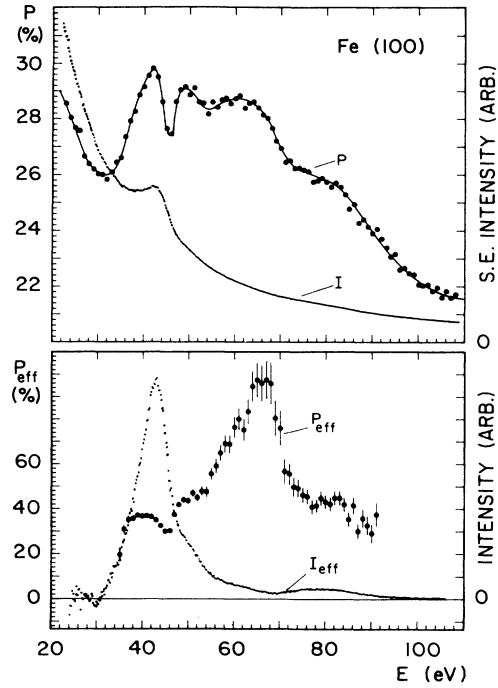 P
(%)
Fe (100)
30
28
26
24
22
P
I
S.E. INTENSITY (ARB.)
0
Peff
(%)
60
40
20
0
Peff
Ieff
INTENSITY (ARB.)
0
20 40 60 80 100
E (eV)